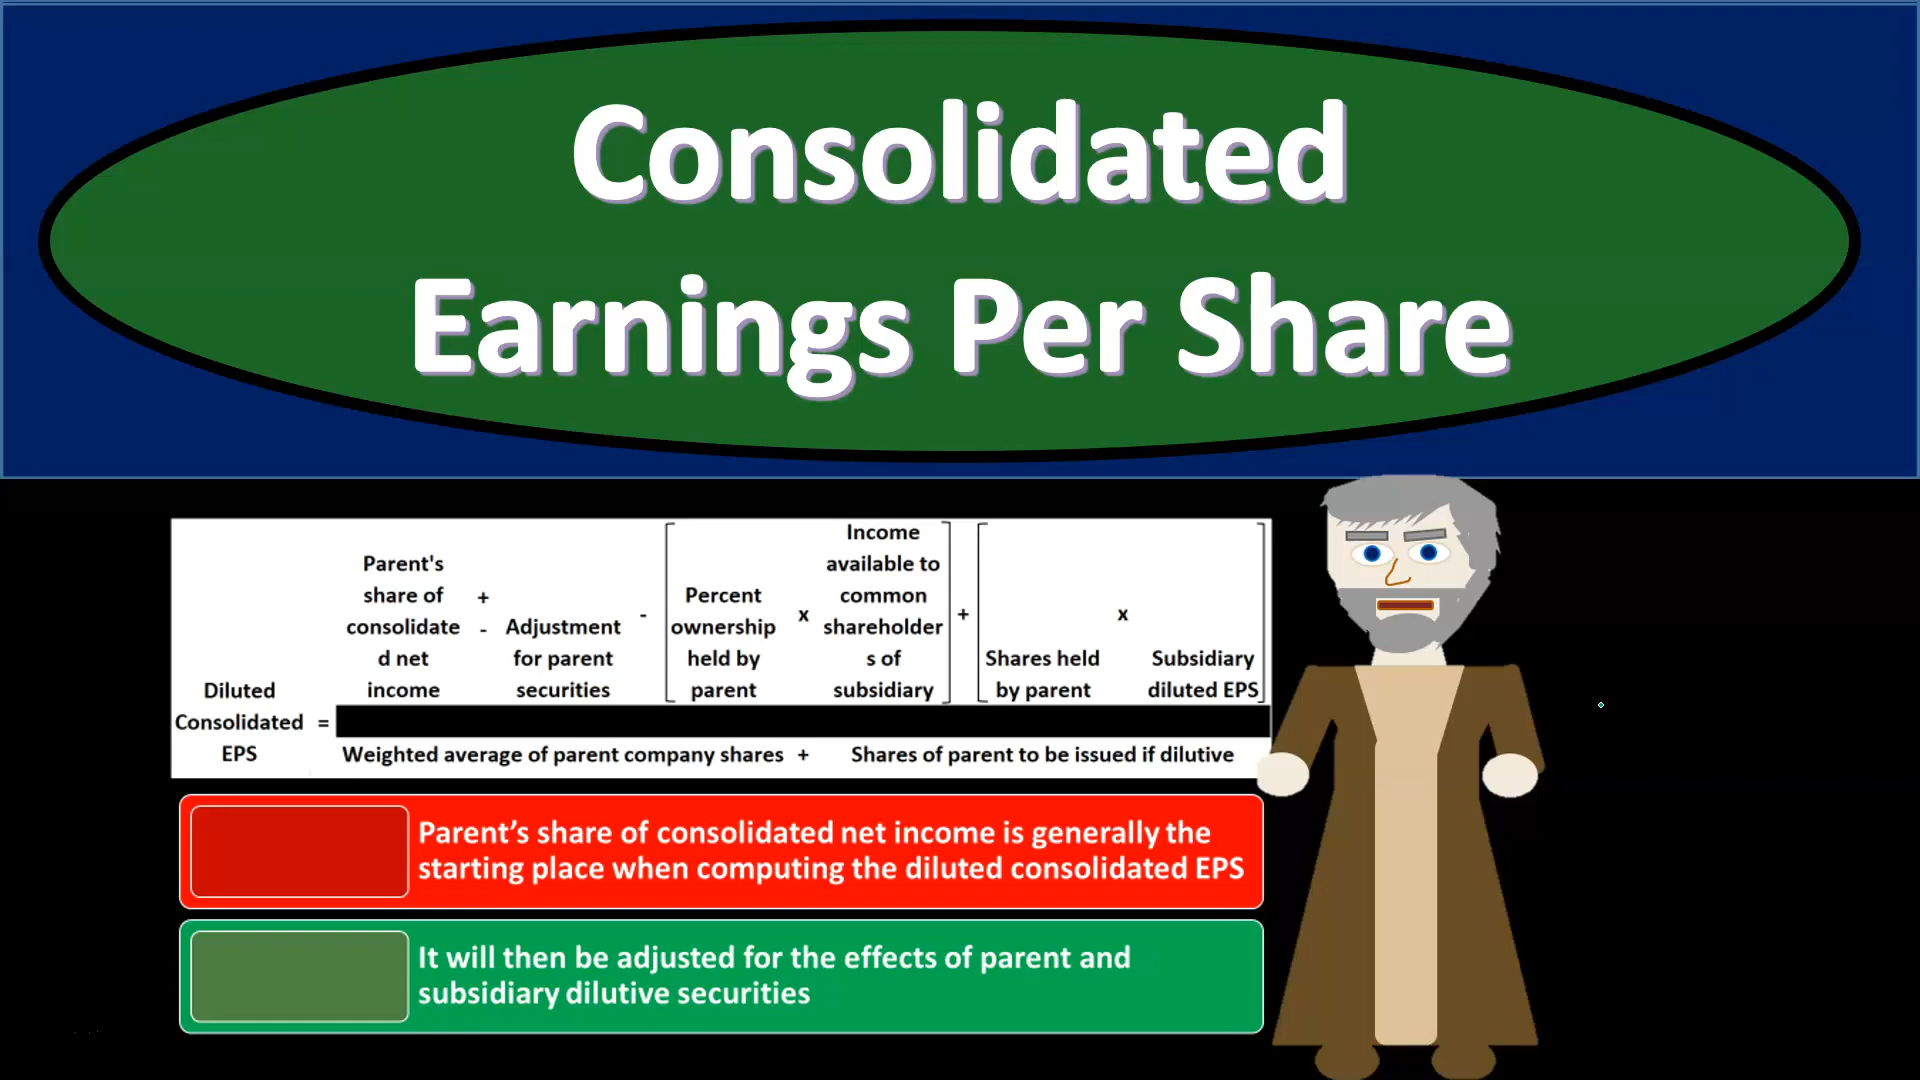 Consolidated
Earnings Per Share
Diluted
Consolidated
EPS
=
Parent's
share of
consolidate
d net
income
+
-
Adjustment
for parent
securities
-
Percent
ownership
held by
parent
x
Income
available to
common
shareholder
s of
subsidiary
+
Shares held
by parent
x
Subsidiary
diluted EPS
Weighted average of parent company shares + Shares of parent to be issued if dilutive
Parent’s share of consolidated net income is generally the
starting place when computing the diluted consolidated EPS
It will then be adjusted for the effects of parent and
subsidiary dilutive securities